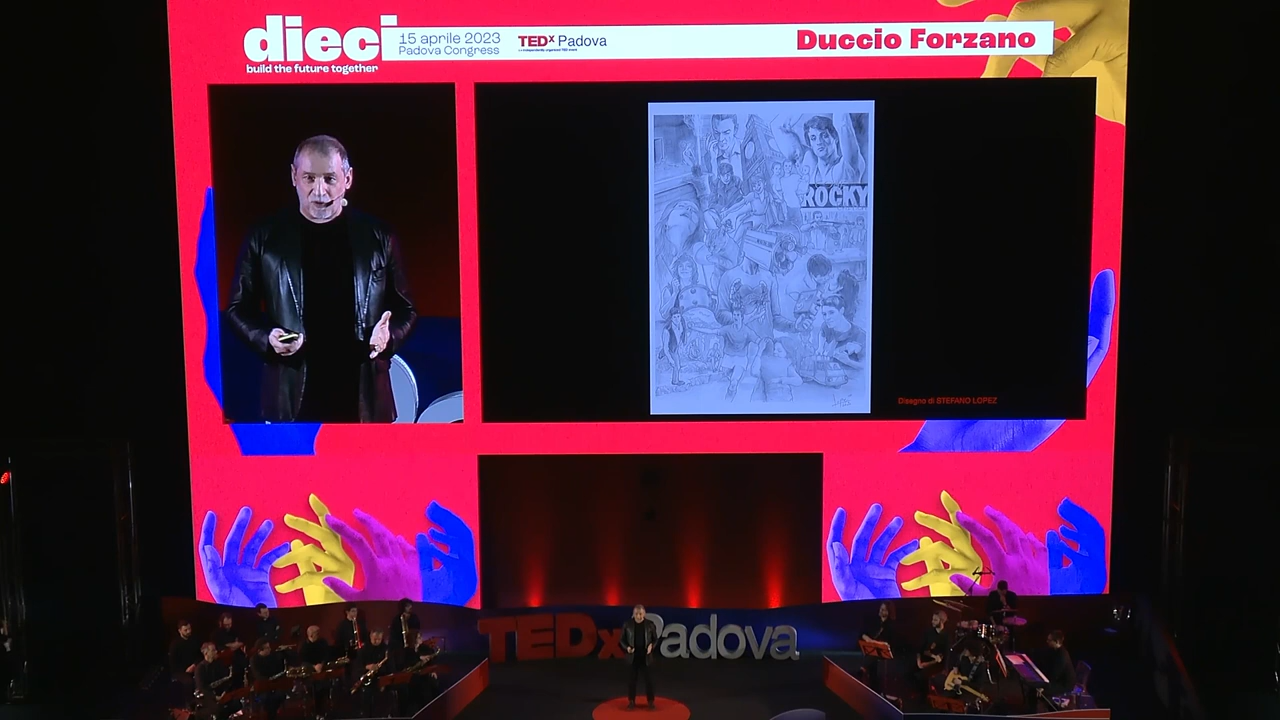 dieci
build the future together
15 aprile 2023
Padova Congress
TEDx Padova
Duccio Forzano
ROCKY
Disegno di STEFANO LOPEZ
TEDxPadova